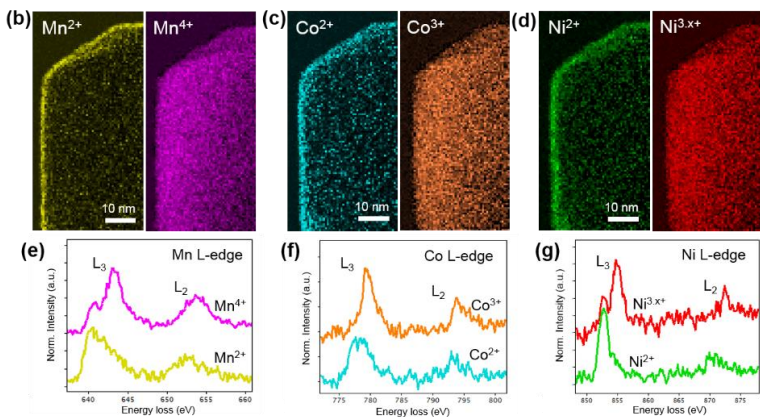 (b) Mn²⁺ Mn⁴⁺ (c) Co²⁺ Co³⁺ (d) Ni²⁺ Ni³·ˣ⁺
10 nm 10 nm 10 nm
(e) Mn L-edge
L₃
L₂
Mn⁴⁺
Mn²⁺
Norm. Intensity (a.u.)
640 645 650 655 660
Energy loss (eV)
(f) Co L-edge
L₃
L₂
Co³⁺
Co²⁺
Norm. Intensity (a.u.)
775 780 785 790 795 800
Energy loss (eV)
(g) Ni L-edge
L₃
L₂
Ni³·ˣ⁺
Ni²⁺
Norm. Intensity (a.u.)
850 855 860 865 870 875
Energy loss (eV)